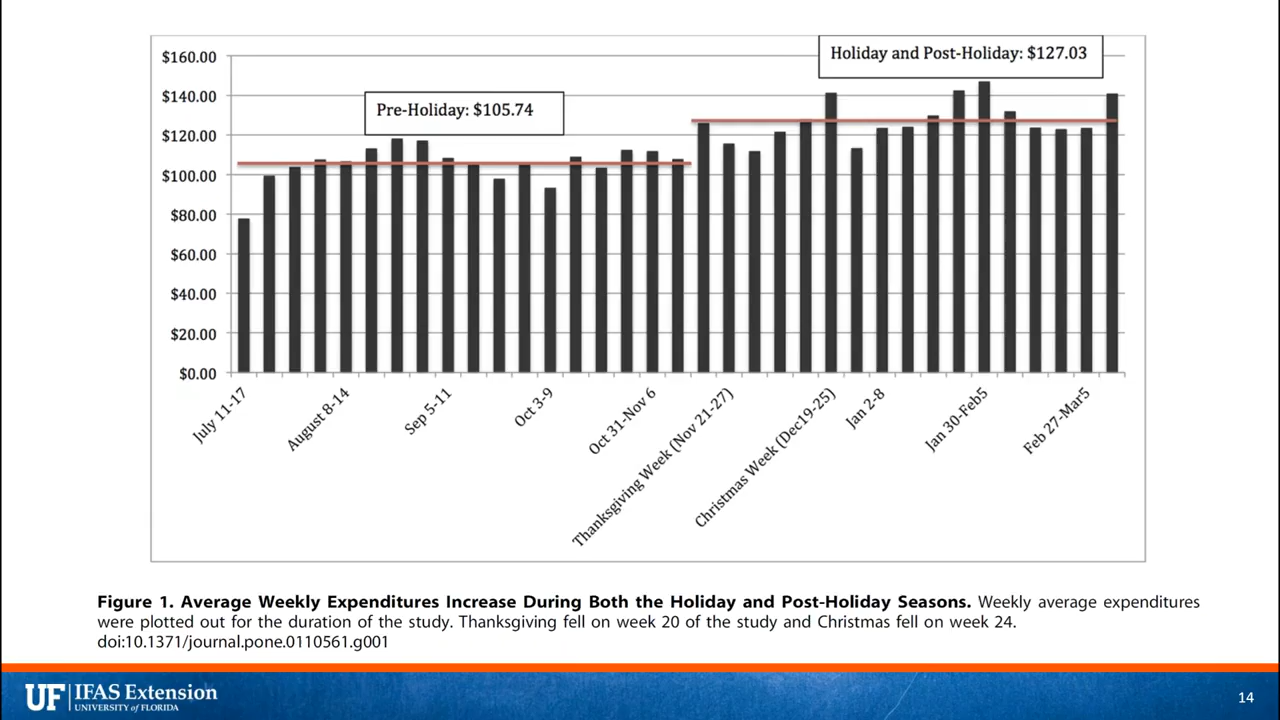 Holiday and Post-Holiday: $127.03
Pre-Holiday: $105.74
$160.00
$140.00
$120.00
$100.00
$80.00
$60.00
$40.00
$20.00
$0.00
July 11-17
August 8-14
Sep 5-11
Oct 3-9
Oct 31-Nov 6
Thanksgiving Week (Nov 21-27)
Christmas Week (Dec19-25)
Jan 2-8
Jan 30-Feb5
Feb 27-Mar5
Figure 1. Average Weekly Expenditures Increase During Both the Holiday and Post-Holiday Seasons. Weekly average expenditures
were plotted out for the duration of the study. Thanksgiving fell on week 20 of the study and Christmas fell on week 24.
doi:10.1371/journal.pone.0110561.g001
UF IFAS Extension
UNIVERSITY of FLORIDA
14